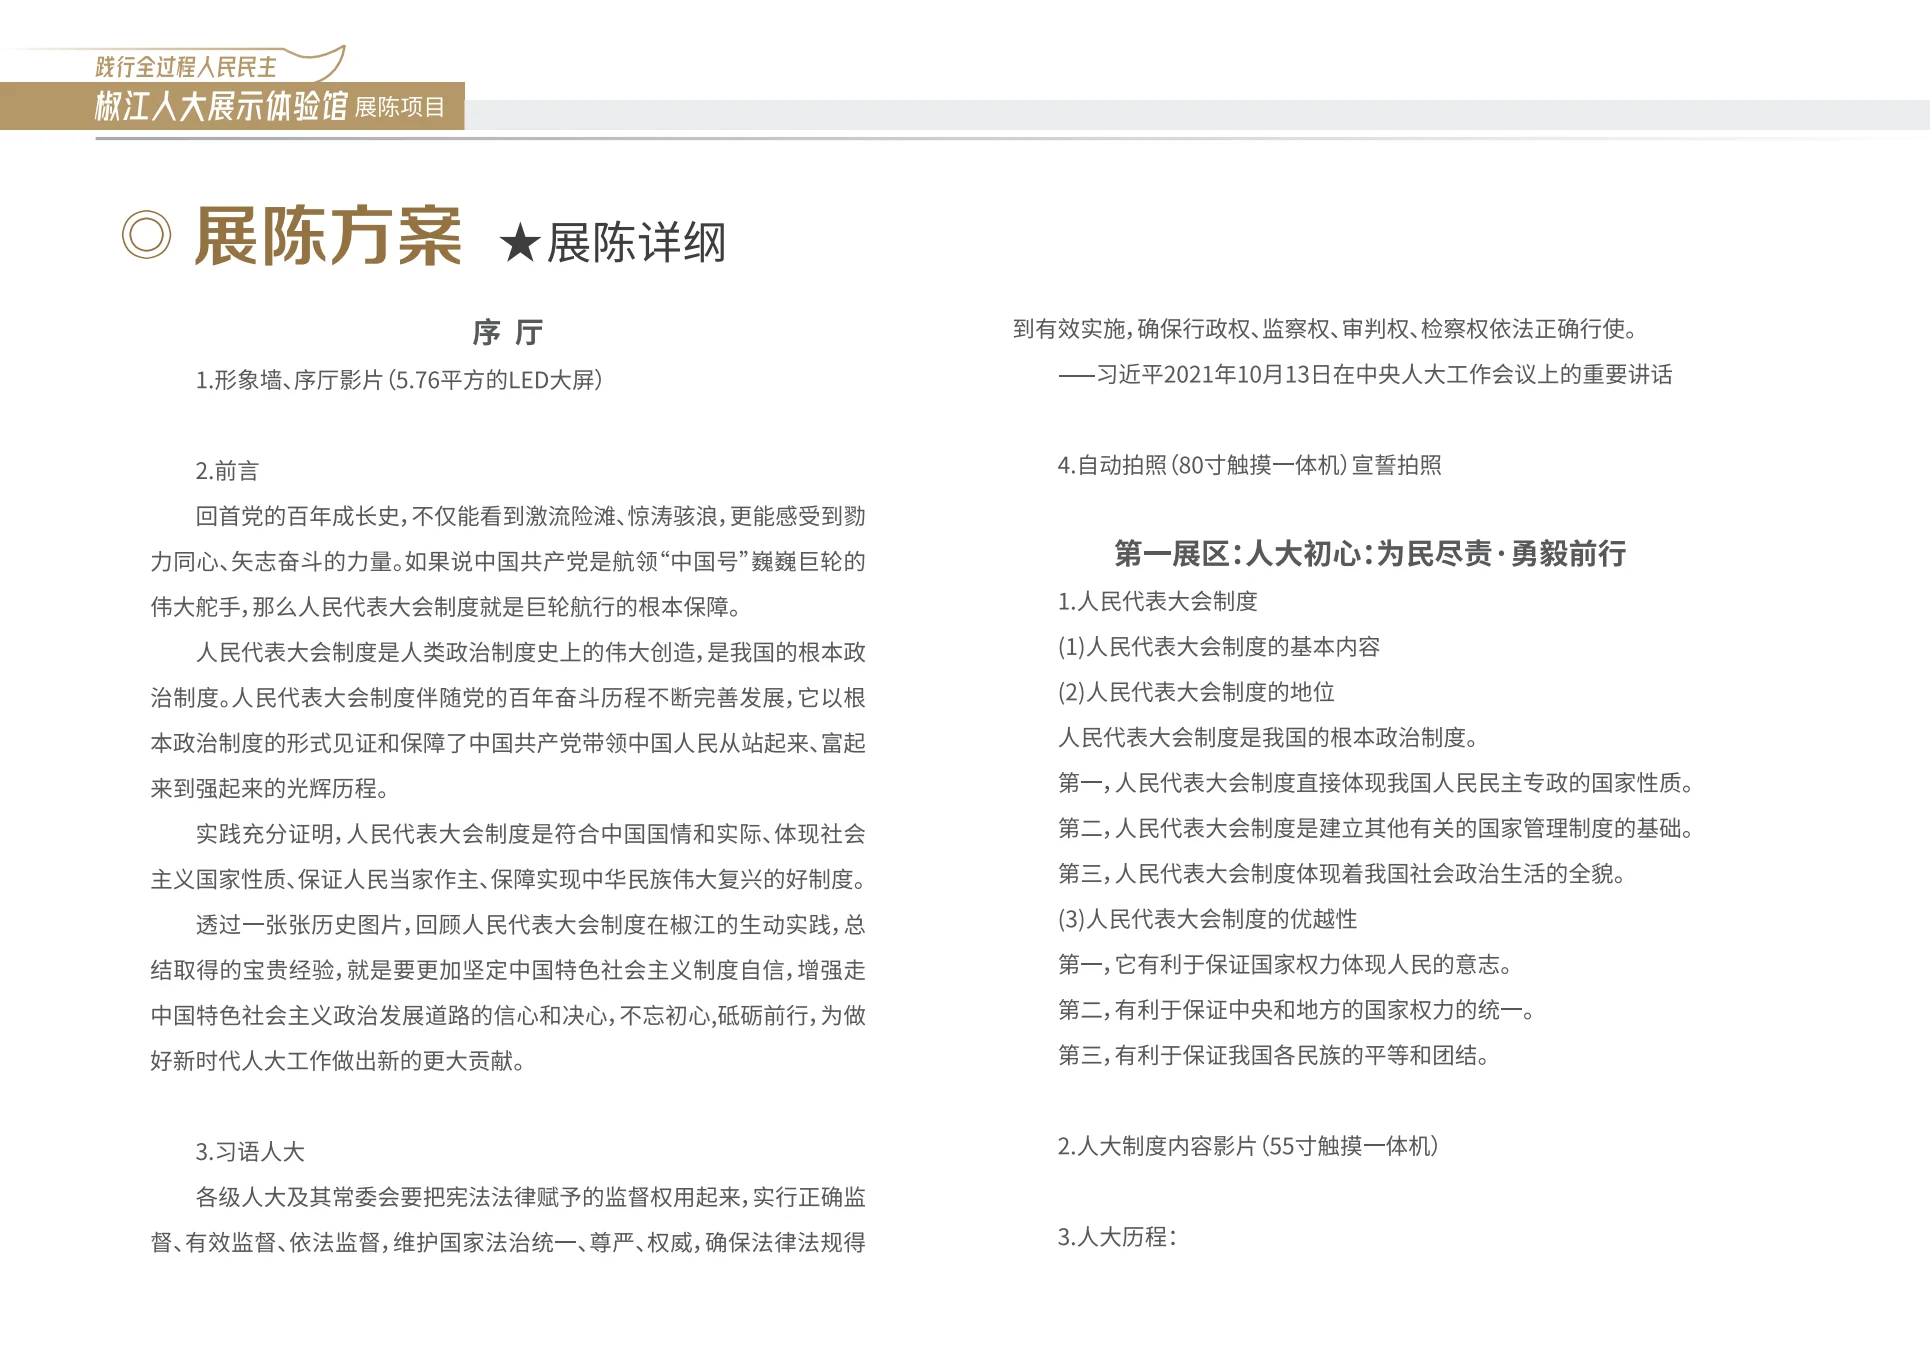 践行全过程人民民主
椒江人大展示体验馆 展陈项目
◎ 展陈方案 ★展陈详纲
序 厅
1.形象墙、序厅影片（5.76平方的LED大屏）
2.前言
回首党的百年成长史，不仅能看到激流险滩、惊涛骇浪，更能感受到勠
力同心、矢志奋斗的力量。如果说中国共产党是航领“中国号”巍巍巨轮的
伟大舵手，那么人民代表大会制度就是巨轮航行的根本保障。
人民代表大会制度是人类政治制度史上的伟大创造，是我国的根本政
治制度。人民代表大会制度伴随党的百年奋斗历程不断完善发展，它以根
本政治制度的形式见证和保障了中国共产党带领中国人民从站起来、富起
来到强起来的光辉历程。
实践充分证明，人民代表大会制度是符合中国国情和实际、体现社会
主义国家性质、保证人民当家作主、保障实现中华民族伟大复兴的好制度。
透过一张张历史图片，回顾人民代表大会制度在椒江的生动实践，总
结取得的宝贵经验，就是要更加坚定中国特色社会主义制度自信，增强走
中国特色社会主义政治发展道路的信心和决心，不忘初心,砥砺前行，为做
好新时代人大工作做出新的更大贡献。
3.习语人大
各级人大及其常委会要把宪法法律赋予的监督权用起来，实行正确监
督、有效监督、依法监督，维护国家法治统一、尊严、权威，确保法律法规得
到有效实施，确保行政权、监察权、审判权、检察权依法正确行使。
——习近平2021年10月13日在中央人大工作会议上的重要讲话
4.自动拍照（80寸触摸一体机）宣誓拍照
第一展区：人大初心：为民尽责·勇毅前行
1.人民代表大会制度
(1)人民代表大会制度的基本内容
(2)人民代表大会制度的地位
人民代表大会制度是我国的根本政治制度。
第一，人民代表大会制度直接体现我国人民民主专政的国家性质。
第二，人民代表大会制度是建立其他有关的国家管理制度的基础。
第三，人民代表大会制度体现着我国社会政治生活的全貌。
(3)人民代表大会制度的优越性
第一，它有利于保证国家权力体现人民的意志。
第二，有利于保证中央和地方的国家权力的统一。
第三，有利于保证我国各民族的平等和团结。
2.人大制度内容影片（55寸触摸一体机）
3.人大历程：